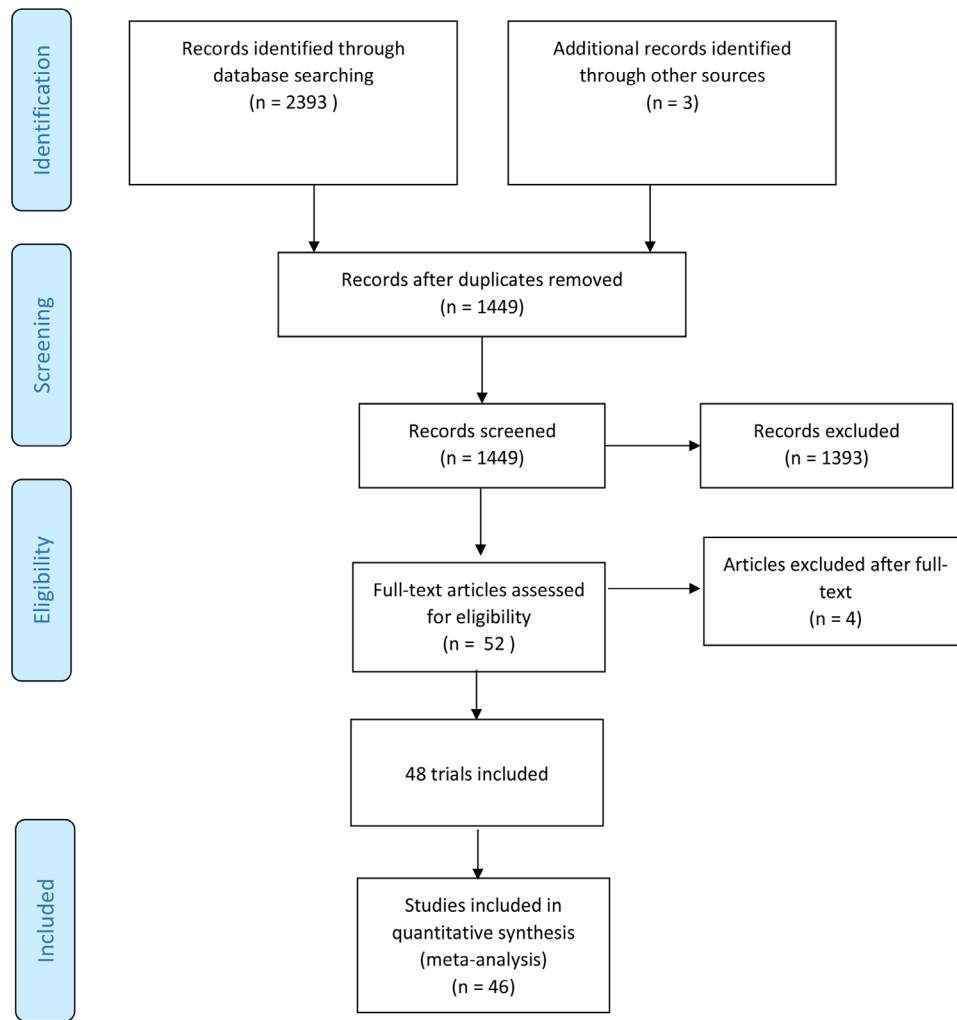 Identification
Records identified through
database searching
(n = 2393 )
Additional records identified
through other sources
(n = 3)
Screening
Records after duplicates removed
(n = 1449)
Records screened
(n = 1449)
Records excluded
(n = 1393)
Eligibility
Full-text articles assessed
for eligibility
(n = 52 )
Articles excluded after full-
text
(n = 4)
48 trials included
Included
Studies included in
quantitative synthesis
(meta-analysis)
(n = 46)